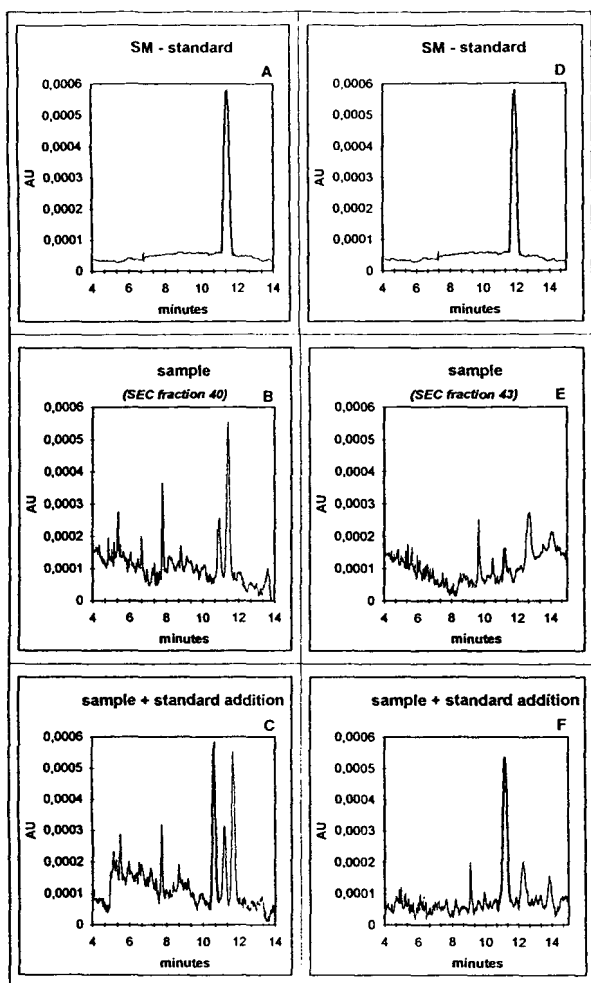 SM - standard
A
0,0006
0,0005
0,0004
0,0003
0,0002
0,0001
0
AU
4 6 8 10 12 14
minutes
SM - standard
D
0,0006
0,0005
0,0004
0,0003
0,0002
0,0001
0
AU
4 6 8 10 12 14
minutes
sample
(SEC fraction 40)
B
0,0006
0,0005
0,0004
0,0003
0,0002
0,0001
0
AU
4 6 8 10 12 14
minutes
sample
(SEC fraction 43)
E
0,0006
0,0005
0,0004
0,0003
0,0002
0,0001
0
AU
4 6 8 10 12 14
minutes
sample + standard addition
C
0,0006
0,0005
0,0004
0,0003
0,0002
0,0001
0
AU
4 6 8 10 12 14
minutes
sample + standard addition
F
0,0006
0,0005
0,0004
0,0003
0,0002
0,0001
0
AU
4 6 8 10 12 14
minutes